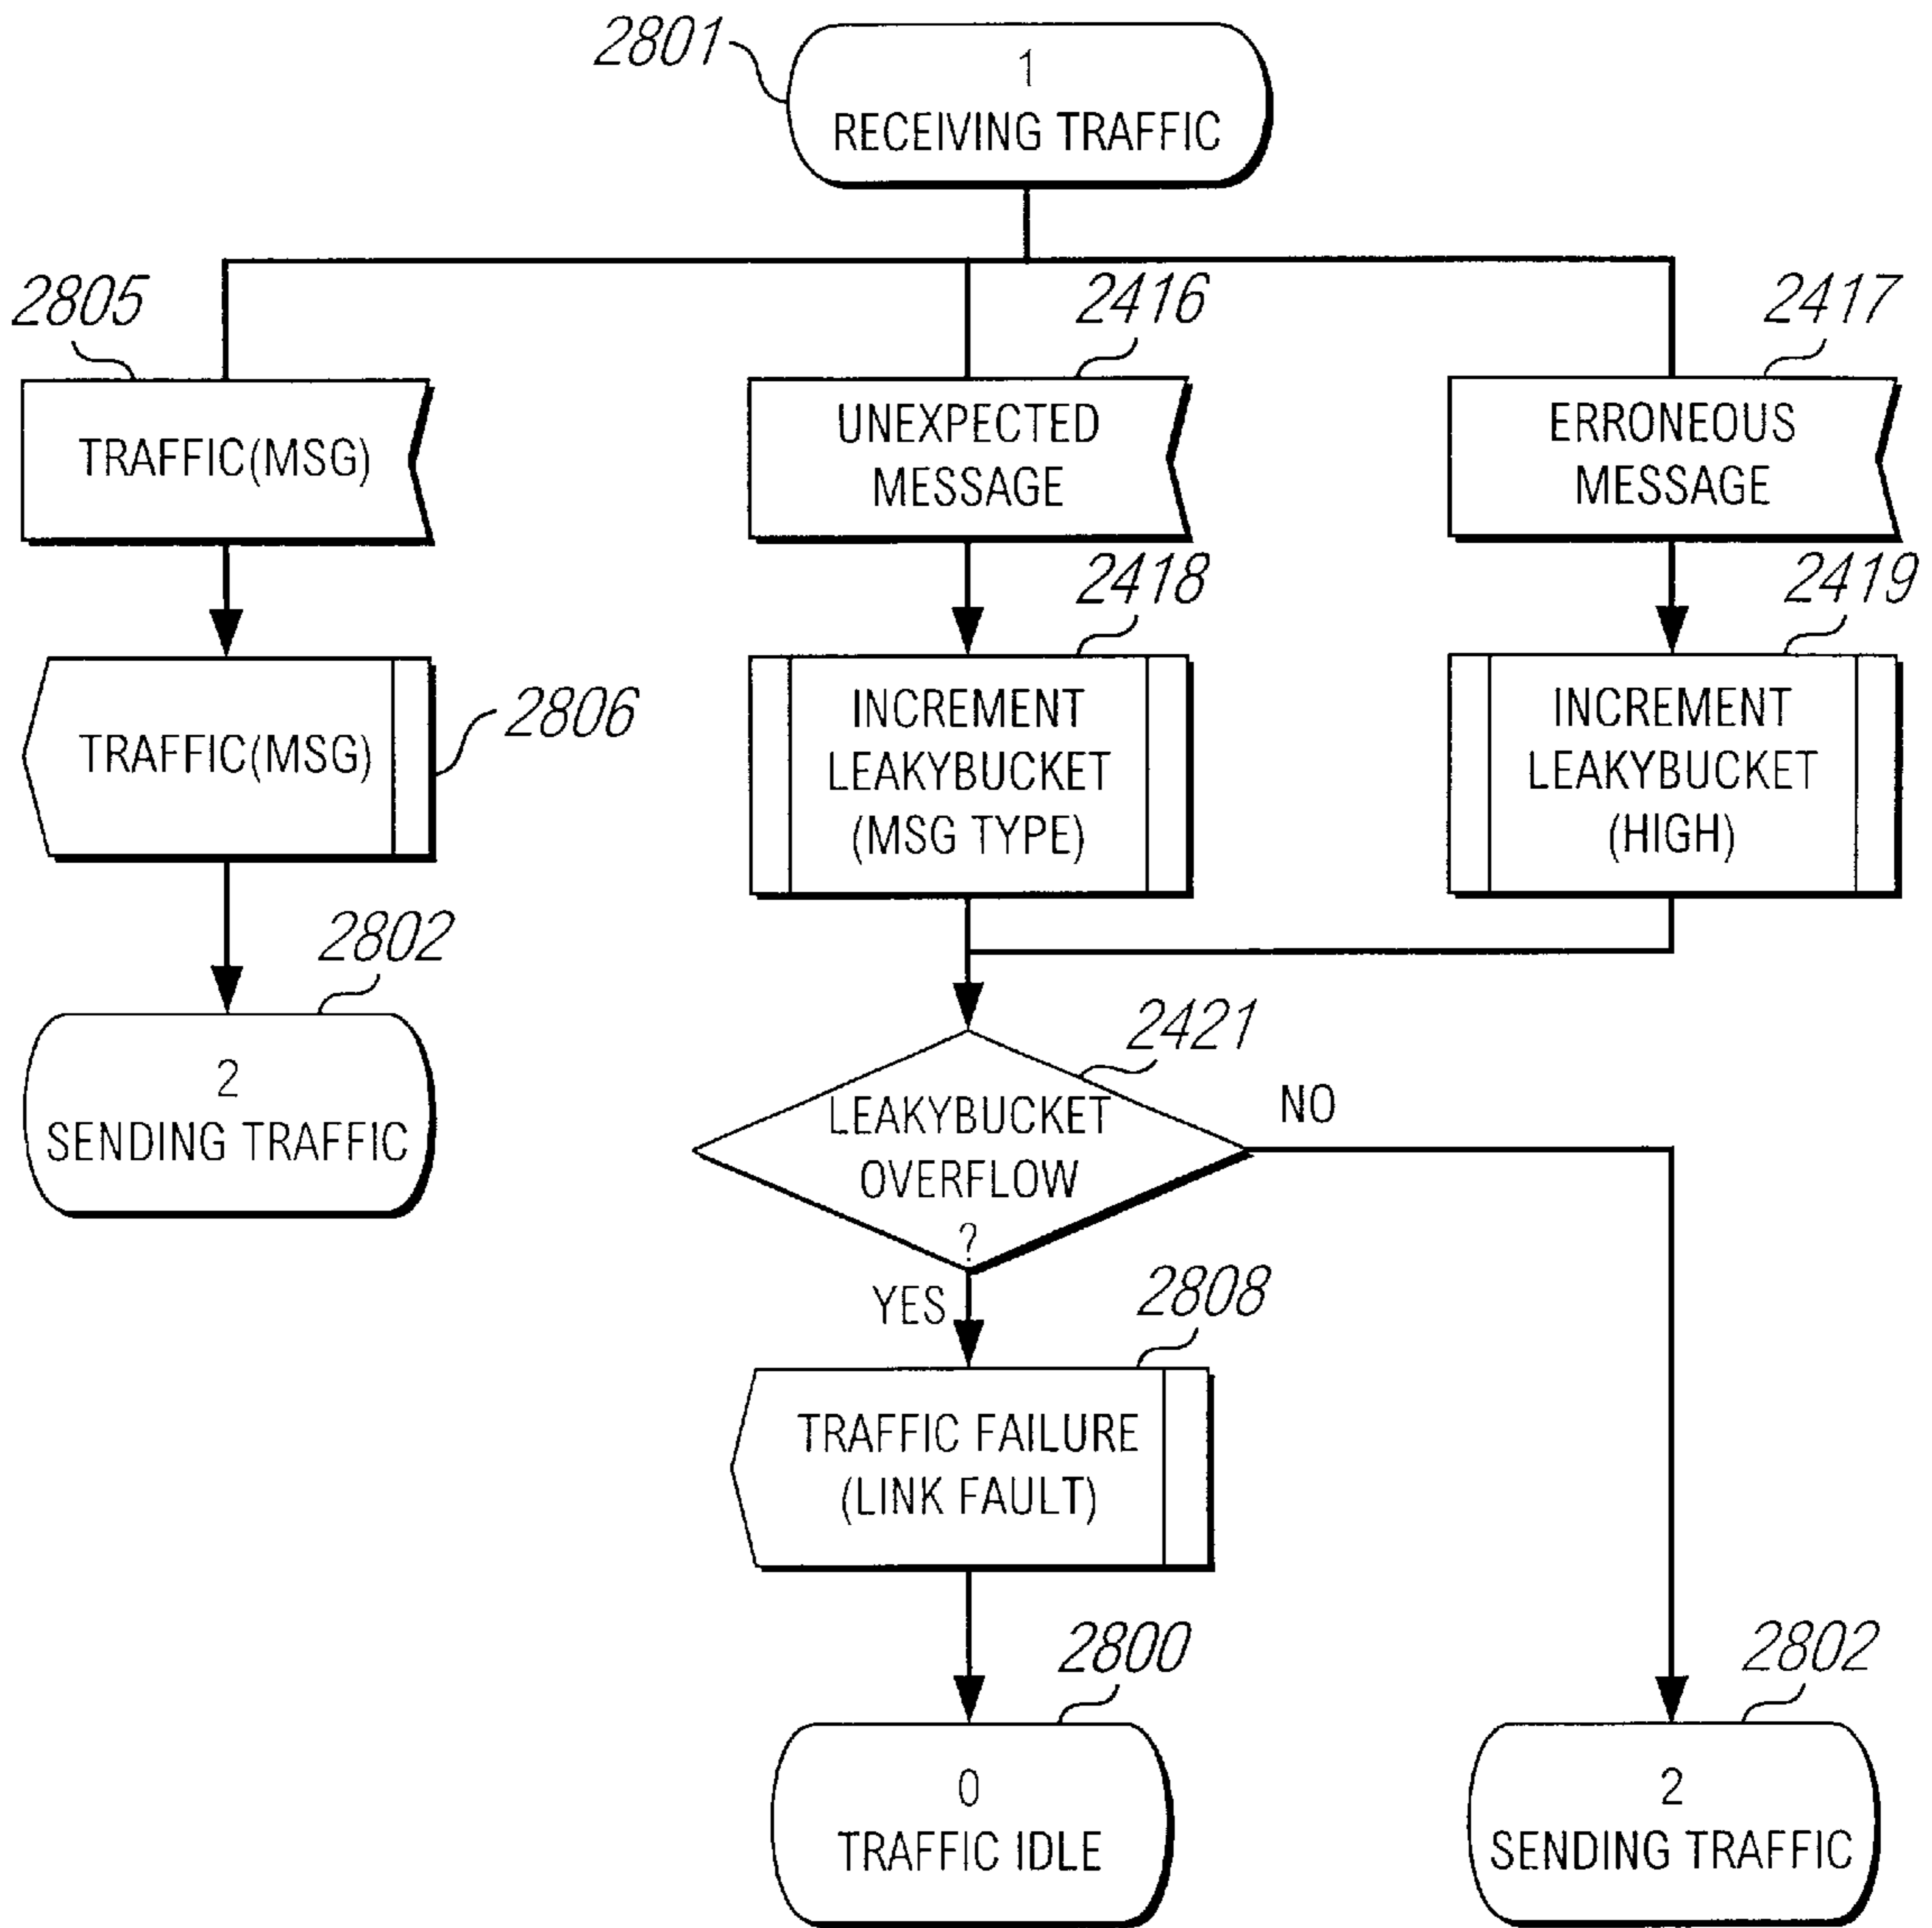 2801
1
RECEIVING TRAFFIC
2805
2416
2417
TRAFFIC(MSG)
UNEXPECTED
MESSAGE
ERRONEOUS
MESSAGE
2418
2419
TRAFFIC(MSG)
2806
INCREMENT
LEAKYBUCKET
(MSG TYPE)
INCREMENT
LEAKYBUCKET
(HIGH)
2802
2
SENDING TRAFFIC
2421
LEAKYBUCKET
OVERFLOW
?
NO
YES
2808
TRAFFIC FAILURE
(LINK FAULT)
2800
0
TRAFFIC IDLE
2802
2
SENDING TRAFFIC